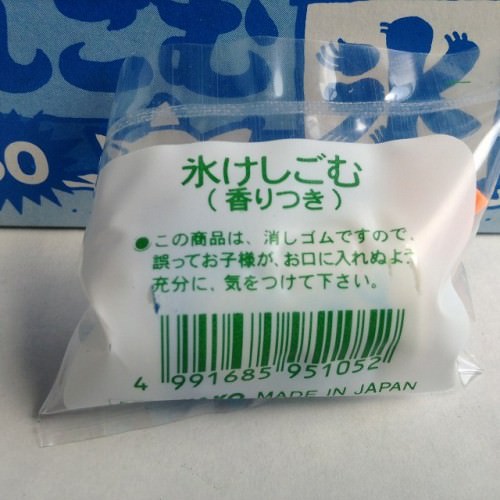 氷けしごむ
(香りつき)
●この商品は、消しゴムですので、
誤ってお子様が、お口に入れぬよう
充分に、気をつけて下さい。
4 991685 951052
MADE IN JAPAN